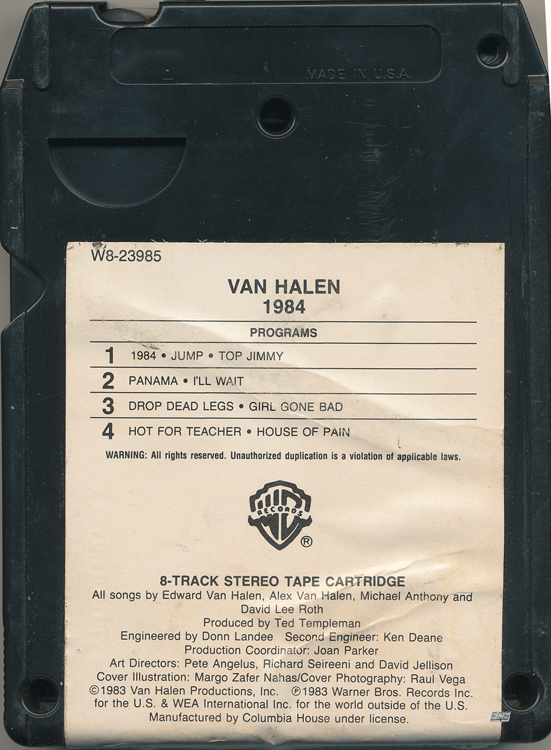 MADE IN U.S.A.
W8-23985
VAN HALEN
1984
PROGRAMS
1 1984 • JUMP • TOP JIMMY
2 PANAMA • I'LL WAIT
3 DROP DEAD LEGS • GIRL GONE BAD
4 HOT FOR TEACHER • HOUSE OF PAIN
WARNING: All rights reserved. Unauthorized duplication is a violation of applicable laws.
RECORDS
®
8-TRACK STEREO TAPE CARTRIDGE
All songs by Edward Van Halen, Alex Van Halen, Michael Anthony and
David Lee Roth
Produced by Ted Templeman
Engineered by Donn Landee Second Engineer: Ken Deane
Production Coordinator: Joan Parker
Art Directors: Pete Angelus, Richard Seireeni and David Jellison
Cover Illustration: Margo Zafer Nahas/Cover Photography: Raul Vega
©1983 Van Halen Productions, Inc. ℗1983 Warner Bros. Records Inc.
for the U.S. & WEA International Inc. for the world outside of the U.S.
Manufactured by Columbia House under license.